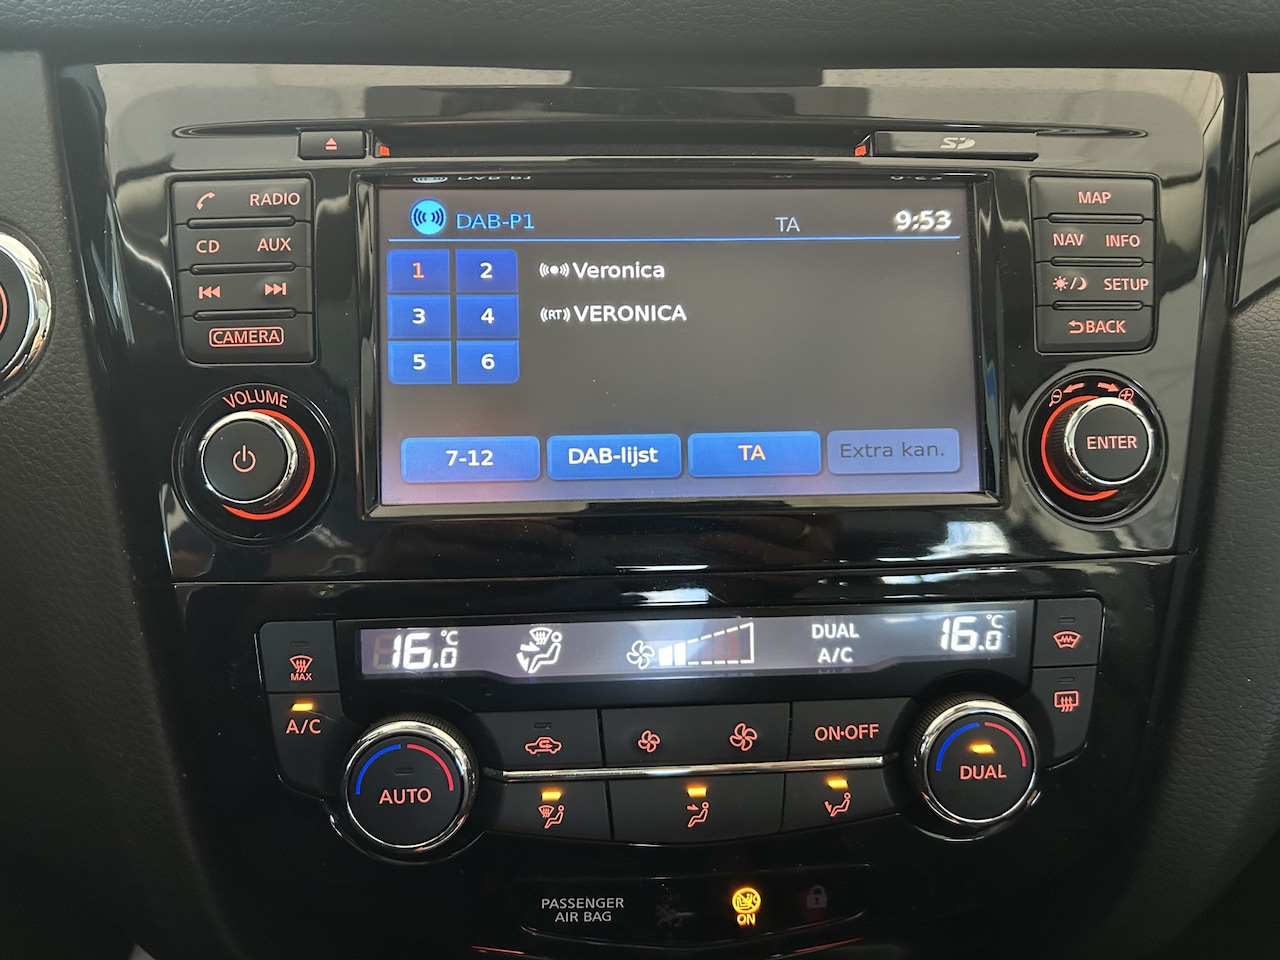 SD
RADIO
CD AUX
CAMERA
VOLUME
DAB-P1 TA 9:53
1 2 Veronica
3 4 (RT) VERONICA
5 6
7-12 DAB-lijst TA Extra kan.
MAP
NAV INFO
SETUP
BACK
ENTER
16.0 °C DUAL 16.0 °C
A/C
MAX
A/C
ON·OFF
AUTO
DUAL
PASSENGER
AIR BAG
ON